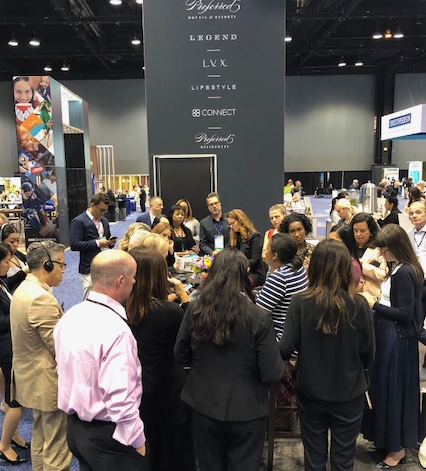 Preferred
HOTELS & RESORTS
LEGEND
L.V.X.
LIFESTYLE
CONNECT
Preferred
RESIDENCES